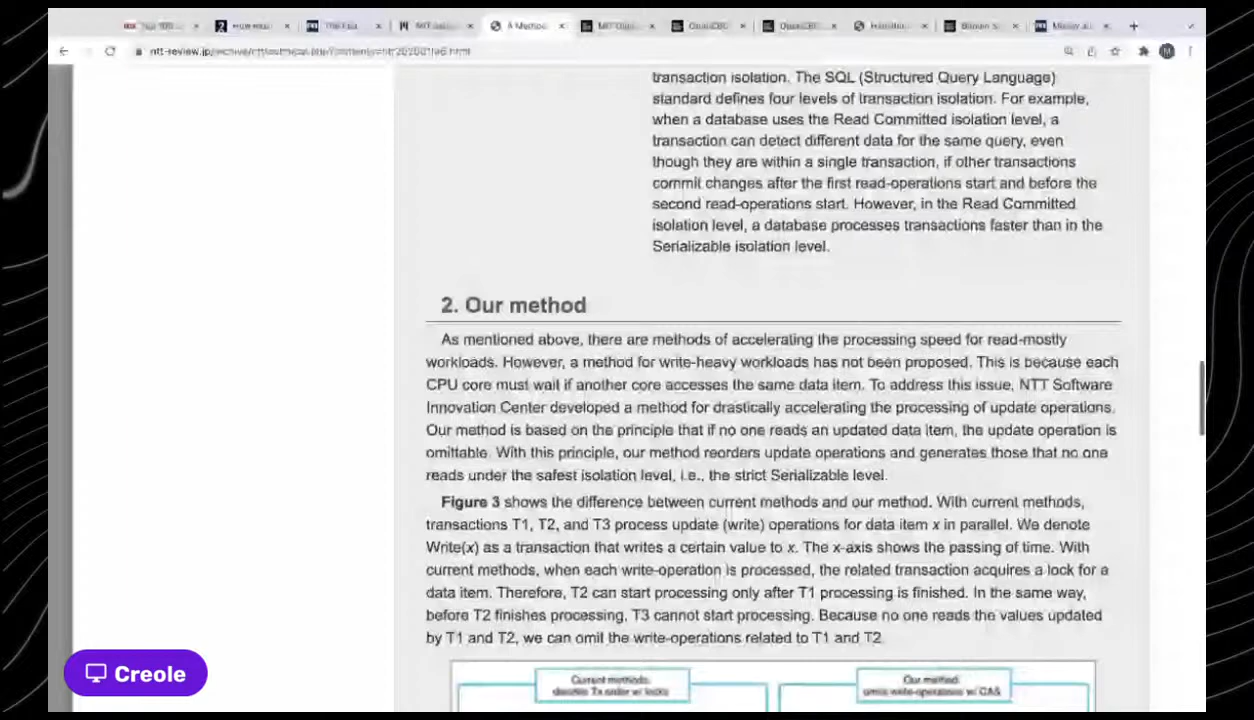 MIT
A Method
ntt-review.jp/archive/
transaction isolation. The SQL (Structured Query Language)
standard defines four levels of transaction isolation. For example,
when a database uses the Read Committed isolation level, a
transaction can detect different data for the same query, even
though they are within a single transaction, if other transactions
commit changes after the first read-operations start and before the
second read-operations start. However, in the Read Committed
isolation level, a database processes transactions faster than in the
Serializable isolation level.
2. Our method
As mentioned above, there are methods of accelerating the processing speed for read-mostly
workloads. However, a method for write-heavy workloads has not been proposed. This is because each
CPU core must wait if another core accesses the same data item. To address this issue, NTT Software
Innovation Center developed a method for drastically accelerating the processing of update operations.
Our method is based on the principle that if no one reads an updated data item, the update operation is
omittable. With this principle, our method reorders update operations and generates those that no one
reads under the safest isolation level, i.e., the strict Serializable level.
Figure 3 shows the difference between current methods and our method. With current methods,
transactions T1, T2, and T3 process update (write) operations for data item x in parallel. We denote
Write(x) as a transaction that writes a certain value to x. The x-axis shows the passing of time. With
current methods, when each write-operation is processed, the related transaction acquires a lock for a
data item. Therefore, T2 can start processing only after T1 processing is finished. In the same way,
before T2 finishes processing, T3 cannot start processing. Because no one reads the values updated
by T1 and T2, we can omit the write-operations related to T1 and T2.
Current methods:
decides Tx order w/ locks
Our method:
omits write-operations w/ CAS
Creole